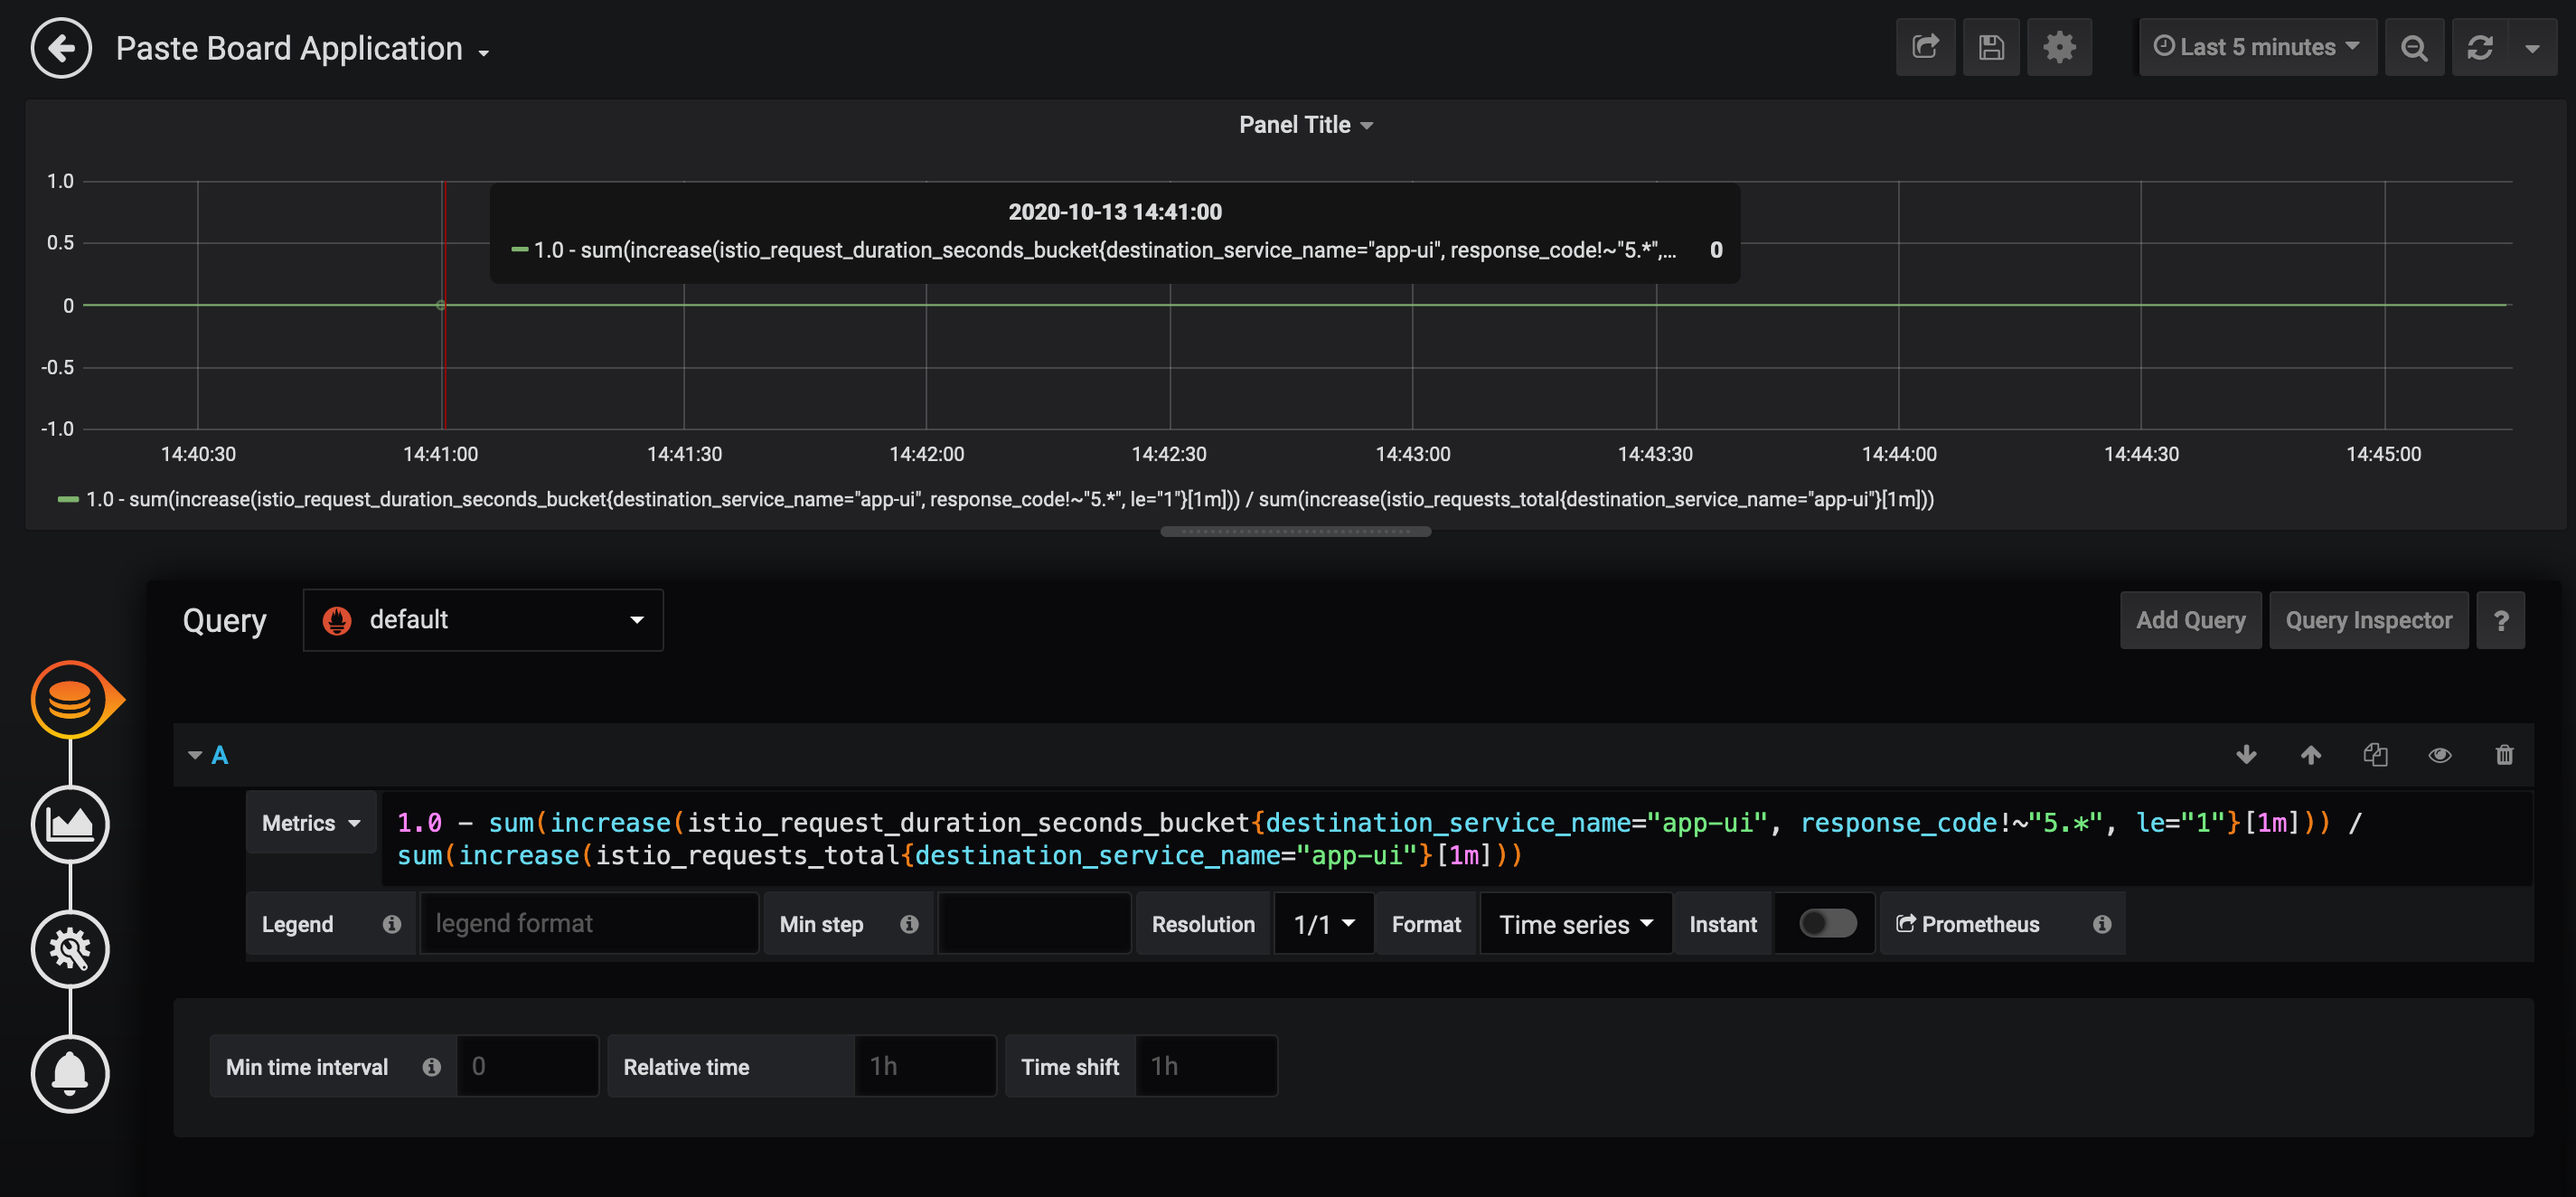 Paste Board Application
Last 5 minutes
Panel Title
1.0
0.5
0
-0.5
-1.0
2020-10-13 14:41:00
1.0 - sum(increase(istio_request_duration_seconds_bucket{destination_service_name="app-ui", response_code!~"5.*",... 0
14:40:30 14:41:00 14:41:30 14:42:00 14:42:30 14:43:00 14:43:30 14:44:00 14:44:30 14:45:00
1.0 - sum(increase(istio_request_duration_seconds_bucket{destination_service_name="app-ui", response_code!~"5.*", le="1"}[1m])) / sum(increase(istio_requests_total{destination_service_name="app-ui"}[1m]))
Query default Add Query Query Inspector ?
A
Metrics 1.0 - sum(increase(istio_request_duration_seconds_bucket{destination_service_name="app-ui", response_code!~"5.*", le="1"}[1m])) /
sum(increase(istio_requests_total{destination_service_name="app-ui"}[1m]))
Legend legend format Min step Resolution 1/1 Format Time series Instant Prometheus
Min time interval 0 Relative time 1h Time shift 1h